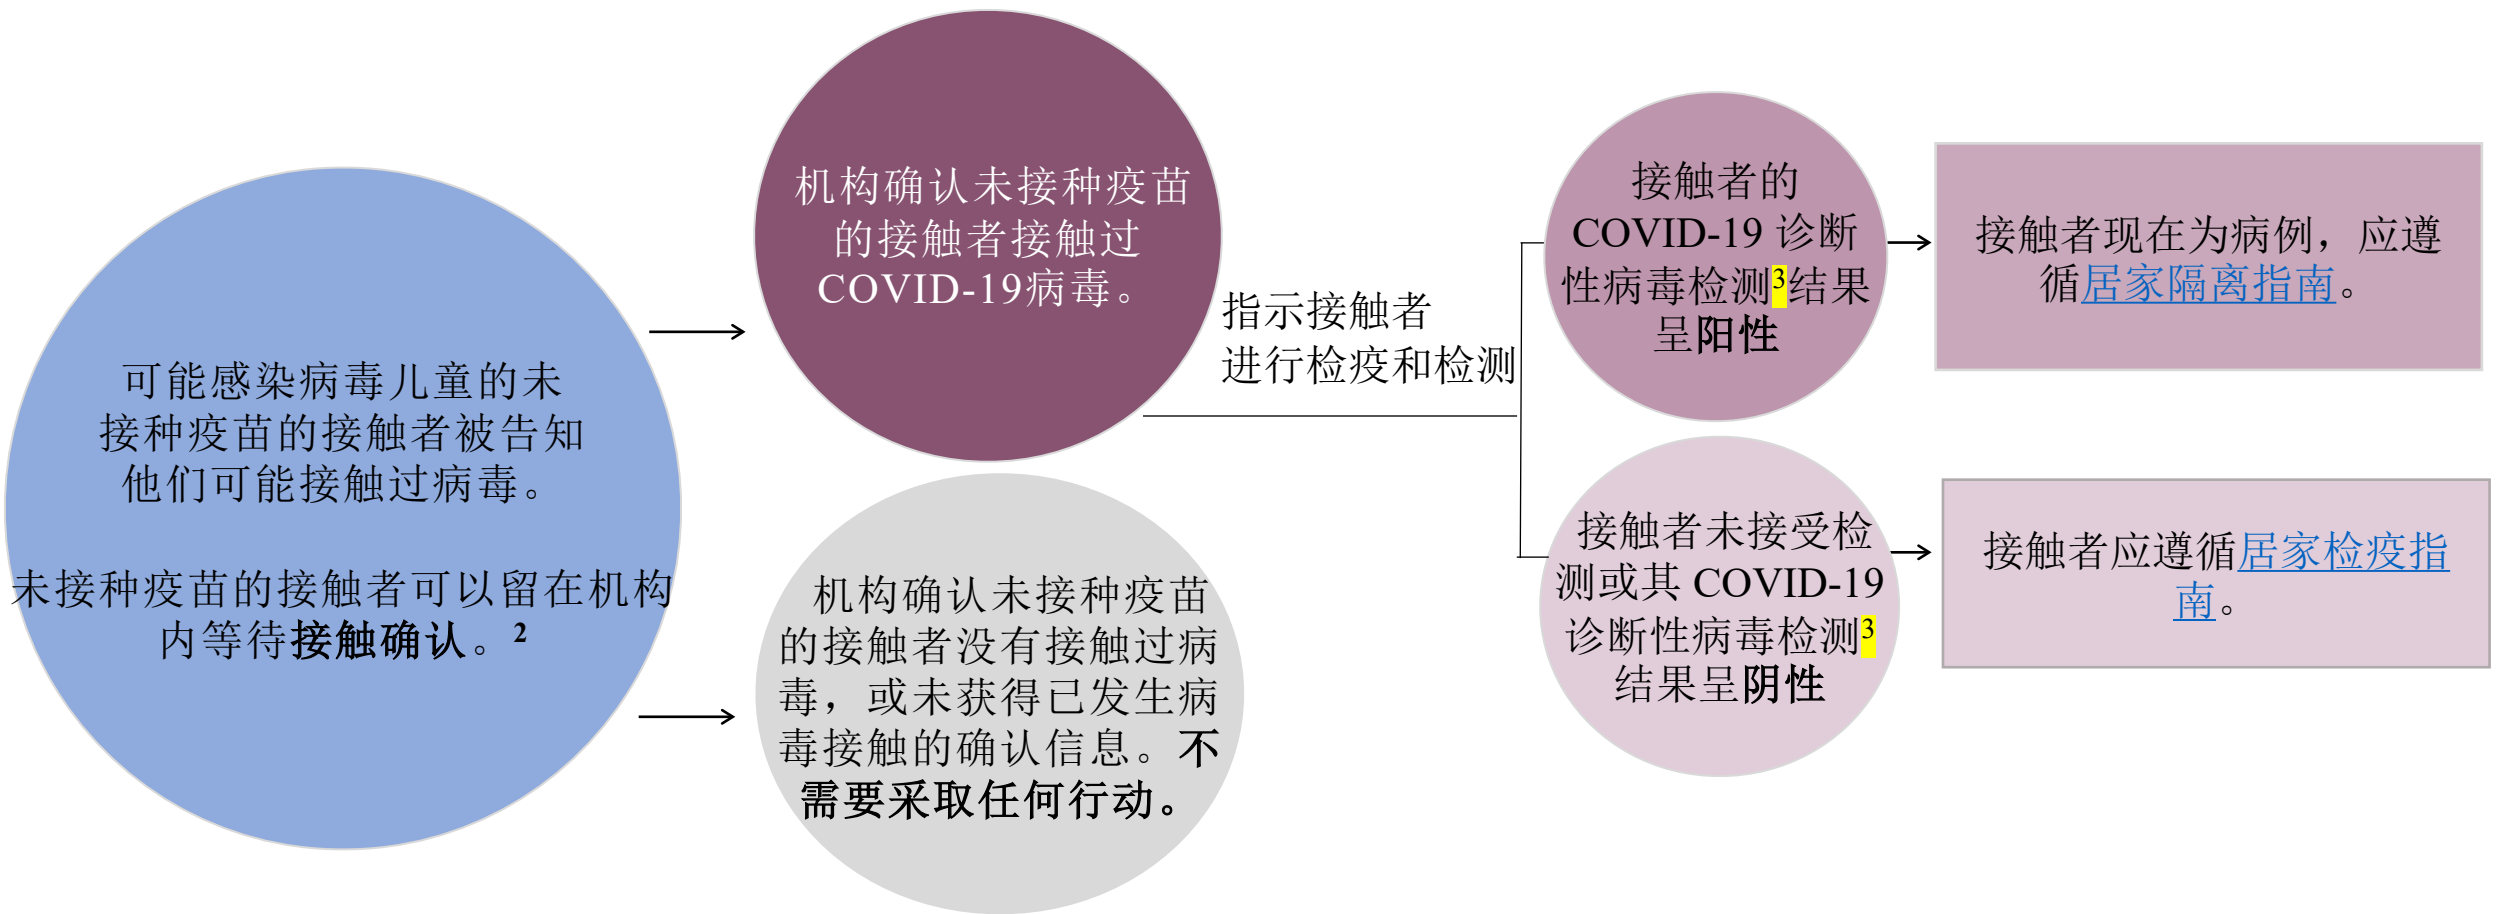 可能感染病毒儿童的未
接种疫苗的接触者被告知
他们可能接触过病毒。
未接种疫苗的接触者可以留在机构
内等待接触确认。2
机构确认未接种疫苗
的接触者接触过
COVID-19病毒。
机构确认未接种疫苗
的接触者没有接触过病
毒，或未获得已发生病
毒接触的确认信息。不
需要采取任何行动。
指示接触者
进行检疫和检测
接触者的
COVID-19 诊断
性病毒检测3结果
呈阳性
接触者现在为病例，应遵
循居家隔离指南。
接触者未接受检
测或其 COVID-19
诊断性病毒检测3
结果呈阴性
接触者应遵循居家检疫指
南。